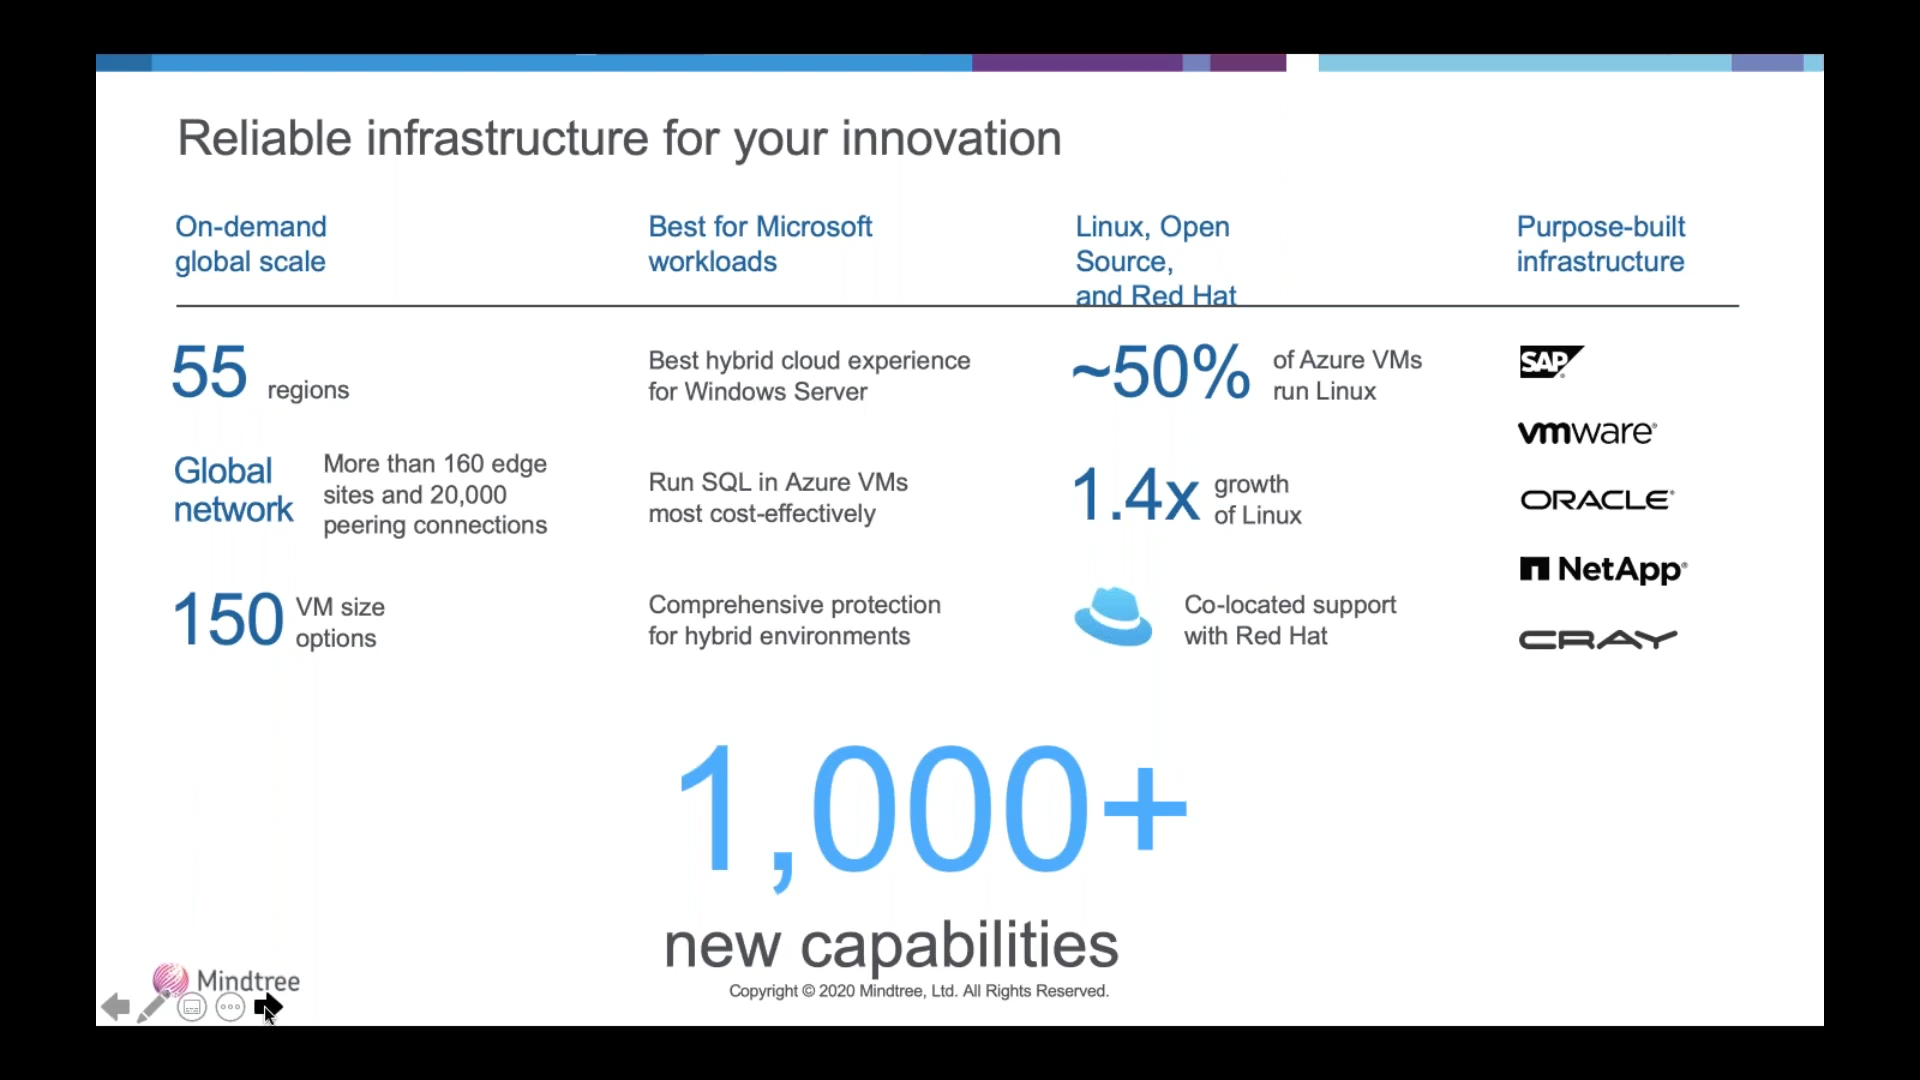 Reliable infrastructure for your innovation
On-demand
global scale
55 regions
Global
network
More than 160 edge
sites and 20,000
peering connections
150 VM size
options
Best for Microsoft
workloads
Best hybrid cloud experience
for Windows Server
Run SQL in Azure VMs
most cost-effectively
Comprehensive protection
for hybrid environments
Linux, Open
Source,
and Red Hat
~50% of Azure VMs
run Linux
1.4x growth
of Linux
Co-located support
with Red Hat
Purpose-built
infrastructure
SAP
vmware®
ORACLE®
NetApp®
CRAY
1,000+
new capabilities
Mindtree
Copyright © 2020 Mindtree, Ltd. All Rights Reserved.